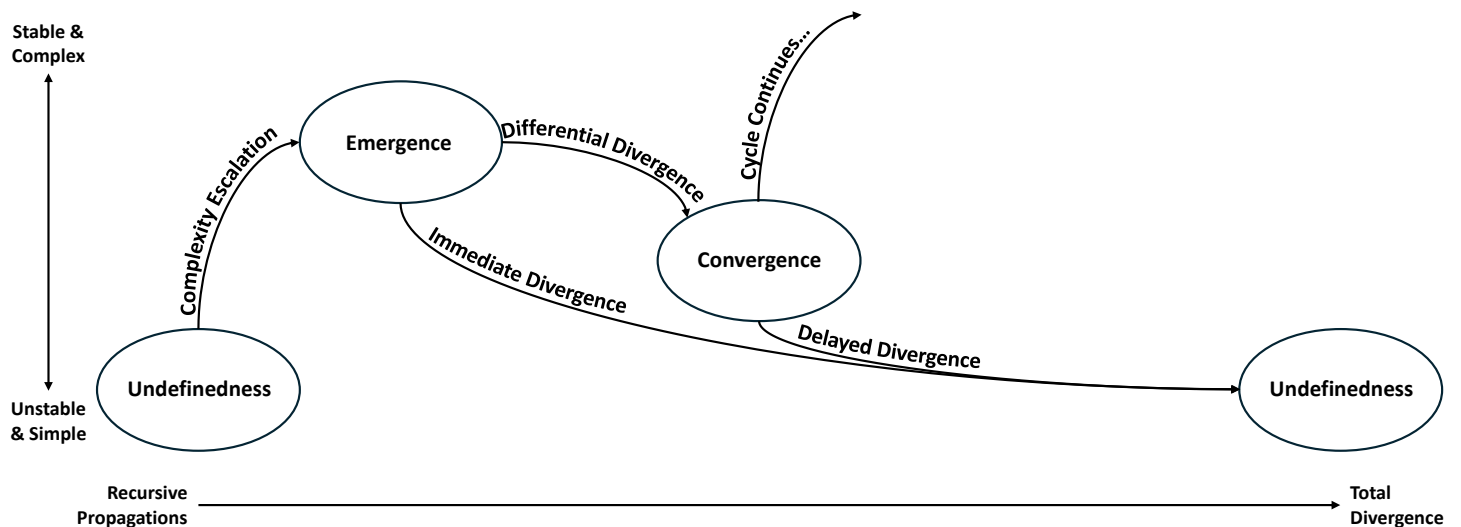 Stable &
Complex
Cycle Continues...
Complexity Escalation
Emergence
Differential Divergence
Immediate Divergence
Convergence
Delayed Divergence
Undefinedness
Undefinedness
Unstable
& Simple
Recursive
Propagations
Total
Divergence